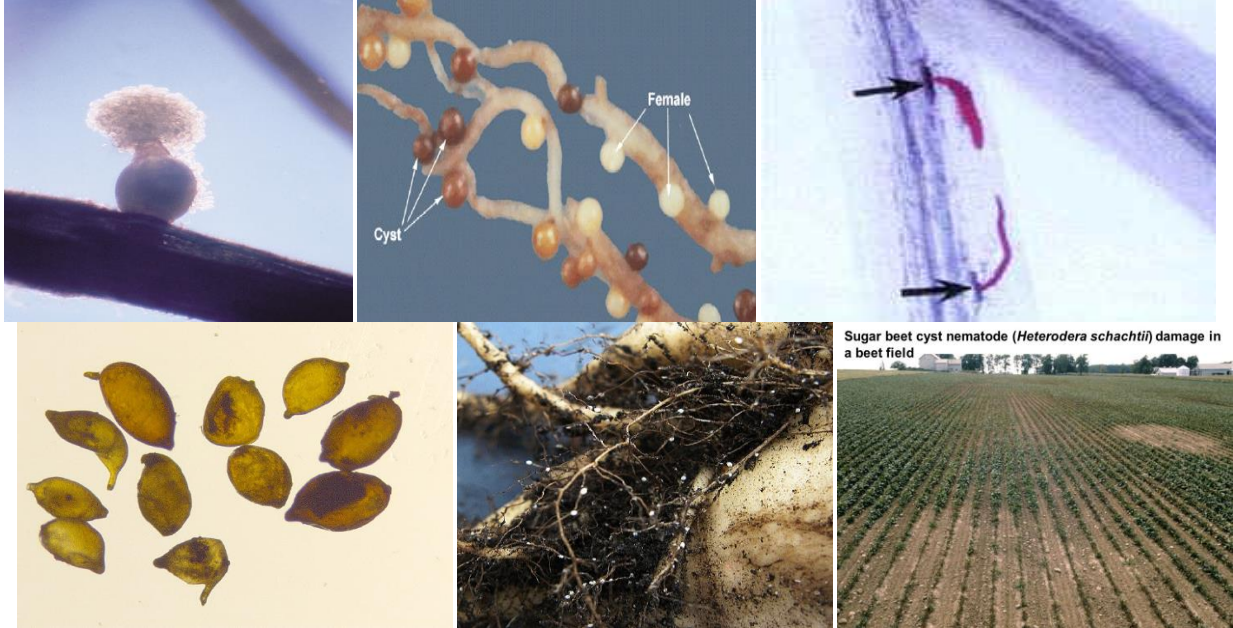 Female
Cyst
Sugar beet cyst nematode (Heterodera schachtii) damage in
a beet field